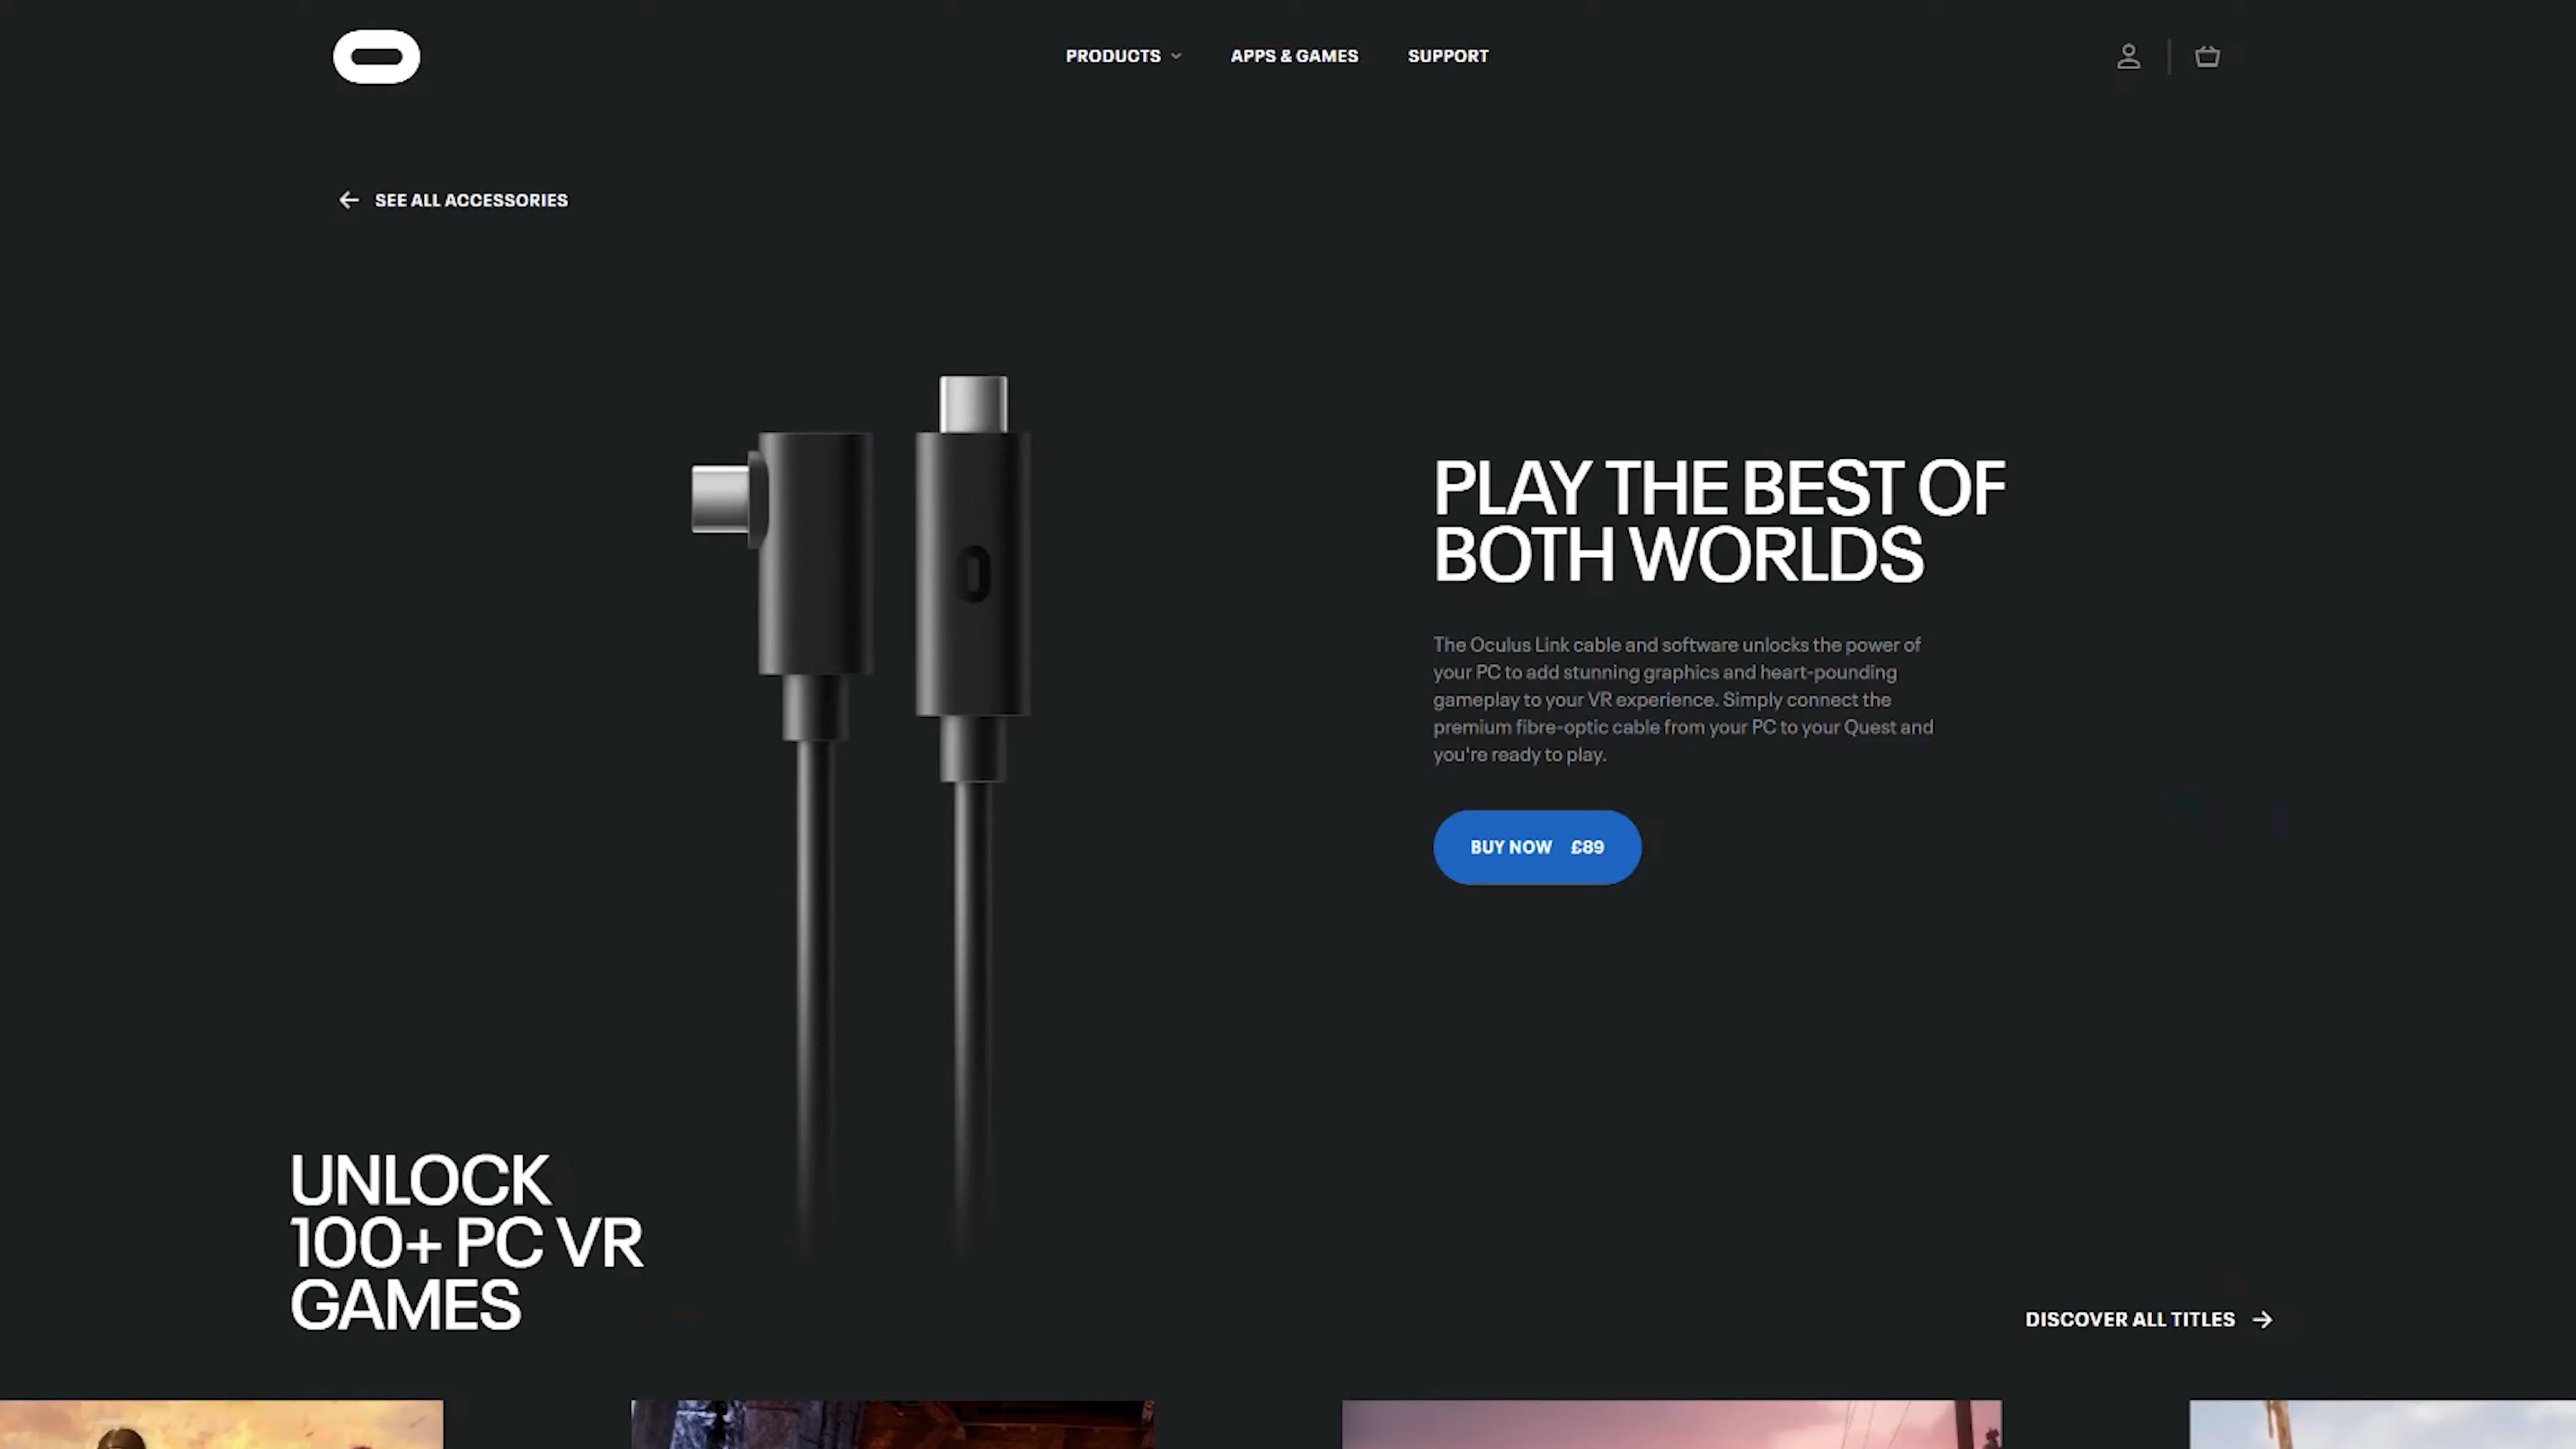 PRODUCTS
APPS & GAMES
SUPPORT
SEE ALL ACCESSORIES
PLAY THE BEST OF
BOTH WORLDS
The Oculus Link cable and software unlocks the power of
your PC to add stunning graphics and heart-pounding
gameplay to your VR experience. Simply connect the
premium fibre-optic cable from your PC to your Quest and
you're ready to play.
BUY NOW £89
UNLOCK
100+ PC VR
GAMES
DISCOVER ALL TITLES